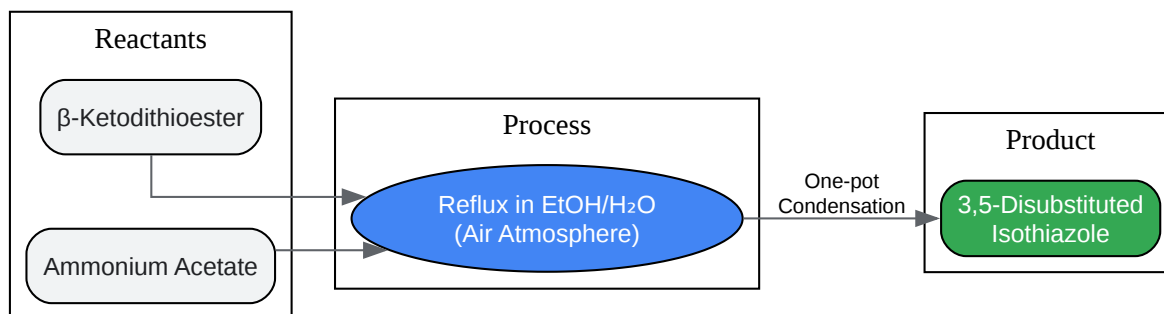 Reactants
β-Ketodithioester
Ammonium Acetate
Process
Reflux in EtOH/H₂O
(Air Atmosphere)
One-pot
Condensation
Product
3,5-Disubstituted
Isothiazole